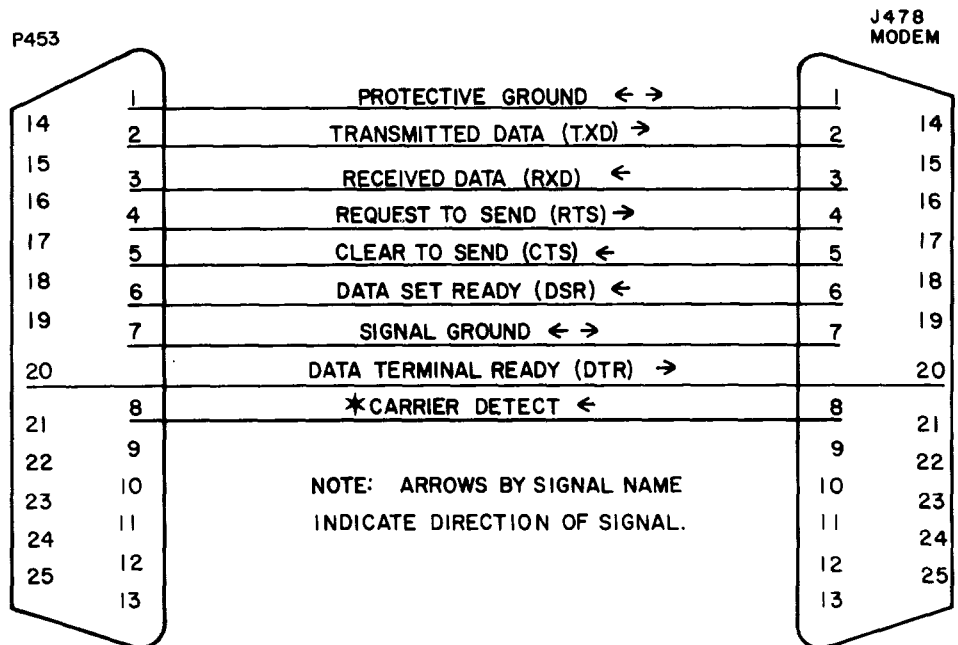 P453
J478
MODEM
1 PROTECTIVE GROUND ← → 1
14 14
2 TRANSMITTED DATA (TXD) → 2
15 15
3 RECEIVED DATA (RXD) ← 3
16 16
4 REQUEST TO SEND (RTS) → 4
17 17
5 CLEAR TO SEND (CTS) ← 5
18 18
6 DATA SET READY (DSR) ← 6
19 19
7 SIGNAL GROUND ← → 7
20 DATA TERMINAL READY (DTR) → 20
8 *CARRIER DETECT ← 8
21 21
9 9
22 22
10 NOTE: ARROWS BY SIGNAL NAME 10
23 23
11 INDICATE DIRECTION OF SIGNAL. 11
24 24
12 12
25 25
13 13